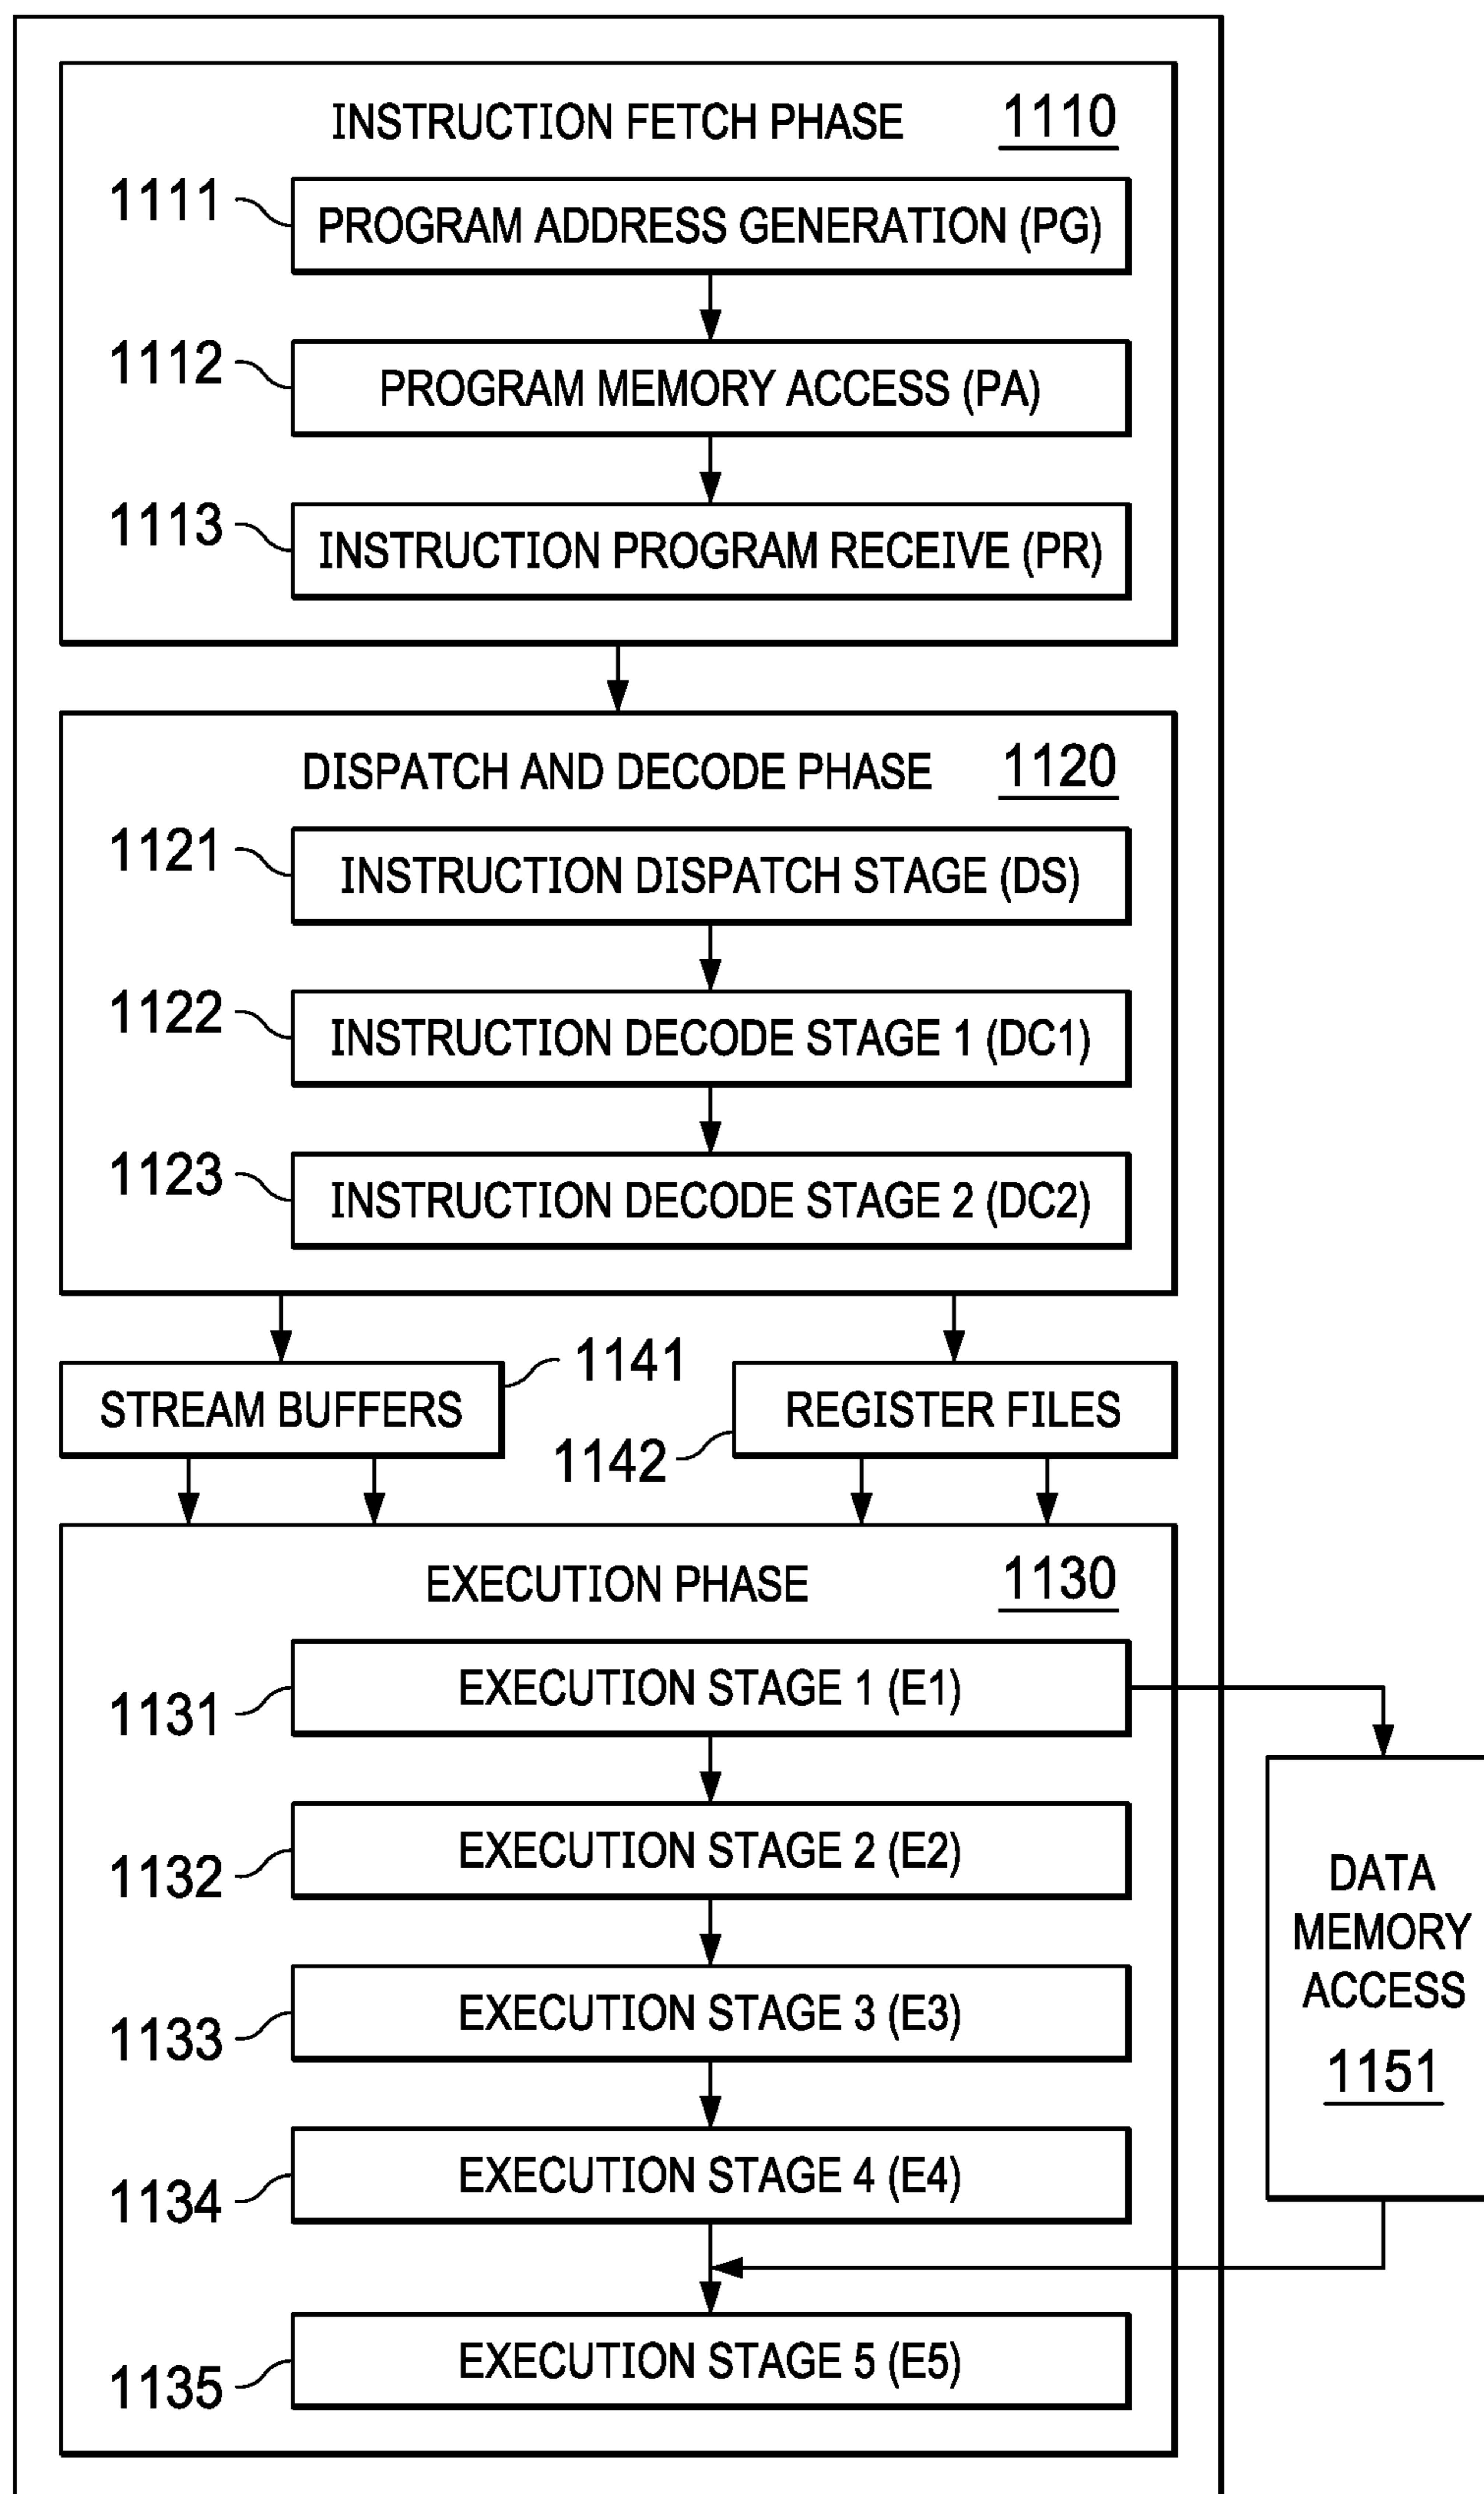 INSTRUCTION FETCH PHASE 1110
1111 PROGRAM ADDRESS GENERATION (PG)
1112 PROGRAM MEMORY ACCESS (PA)
1113 INSTRUCTION PROGRAM RECEIVE (PR)
DISPATCH AND DECODE PHASE 1120
1121 INSTRUCTION DISPATCH STAGE (DS)
1122 INSTRUCTION DECODE STAGE 1 (DC1)
1123 INSTRUCTION DECODE STAGE 2 (DC2)
STREAM BUFFERS 1141
1142 REGISTER FILES
EXECUTION PHASE 1130
1131 EXECUTION STAGE 1 (E1)
1132 EXECUTION STAGE 2 (E2)
1133 EXECUTION STAGE 3 (E3)
1134 EXECUTION STAGE 4 (E4)
1135 EXECUTION STAGE 5 (E5)
DATA
MEMORY
ACCESS
1151